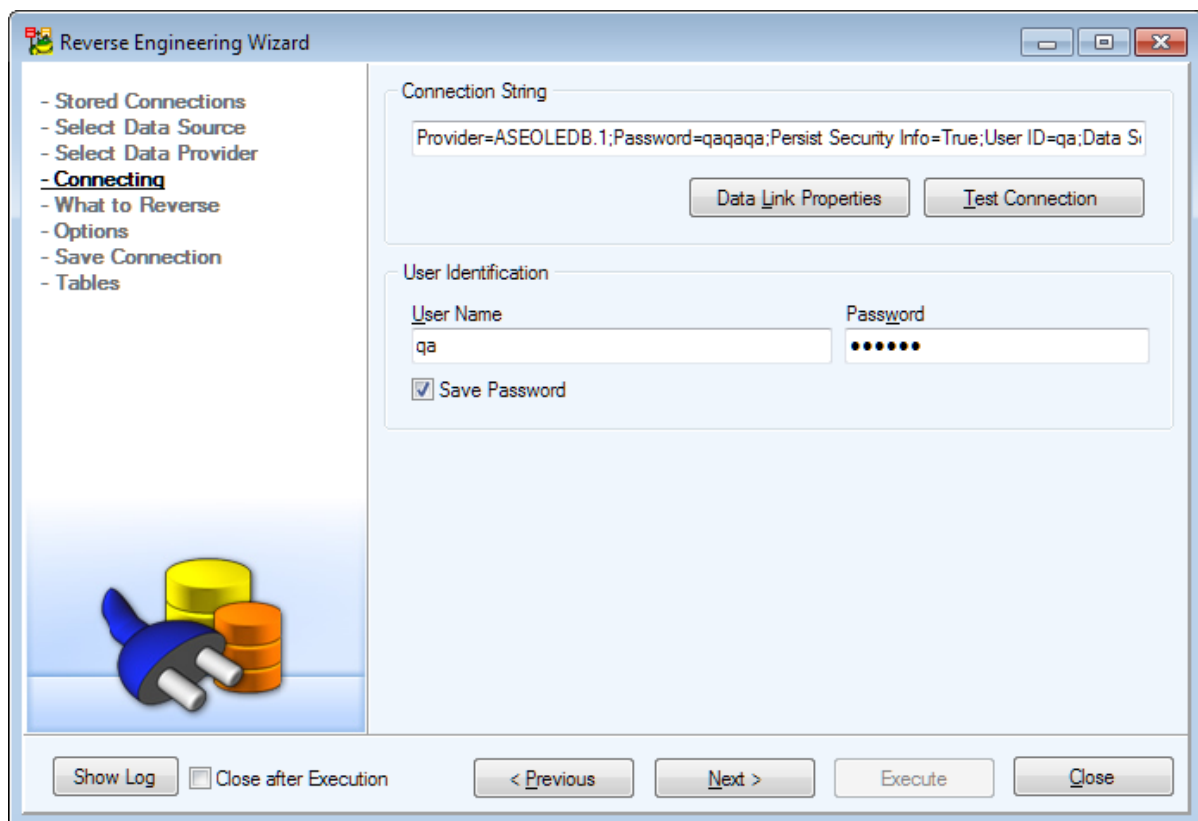 Reverse Engineering Wizard
- Stored Connections
- Select Data Source
- Select Data Provider
- Connecting
- What to Reverse
- Options
- Save Connection
- Tables
Connection String
Provider=ASEOLEDB.1;Password=qaqaqa;Persist Security Info=True;User ID=qa;Data
Data Link Properties Test Connection
User Identification
User Name Password
qa ••••••
Save Password
Show Log Close after Execution < Previous Next > Execute Close